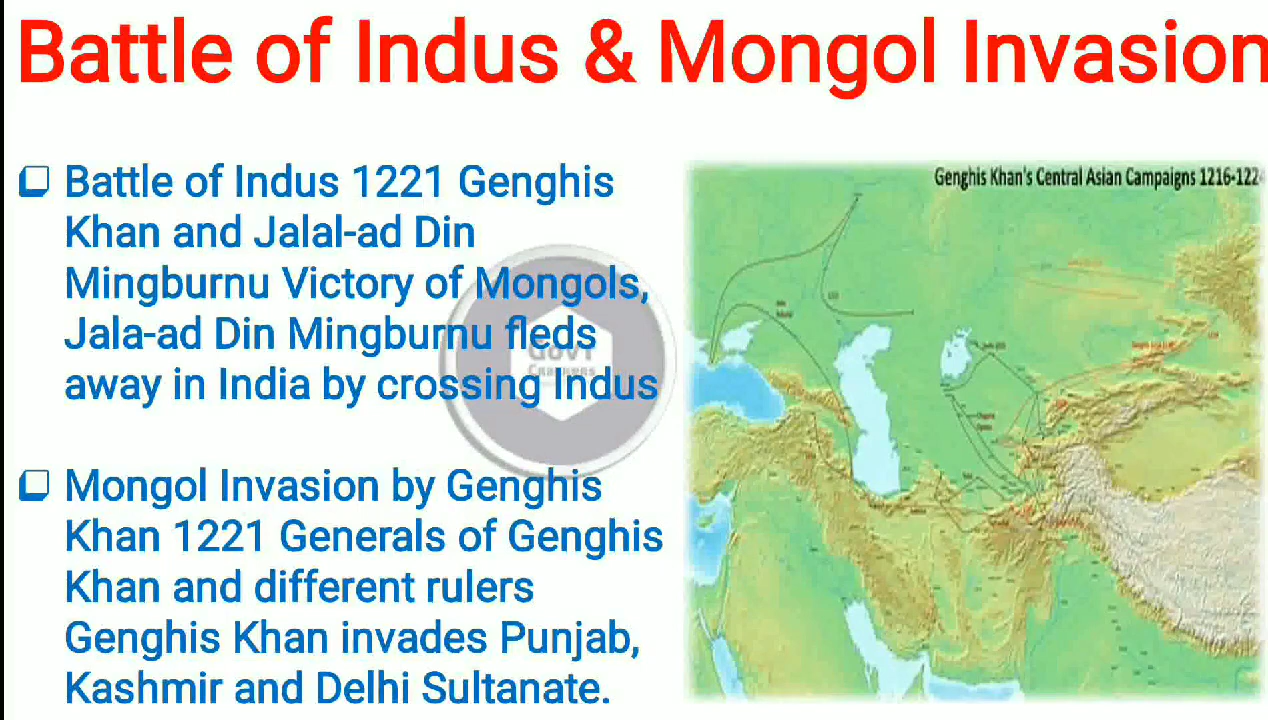 Battle of Indus & Mongol Invasion
Battle of Indus 1221 Genghis
Khan and Jalal-ad Din
Mingburnu Victory of Mongols,
Jala-ad Din Mingburnu fleds
away in India by crossing Indus
Mongol Invasion by Genghis
Khan 1221 Generals of Genghis
Khan and different rulers
Genghis Khan invades Punjab,
Kashmir and Delhi Sultanate.
Genghis Khan's Central Asian Campaigns 1216-122
GOVT